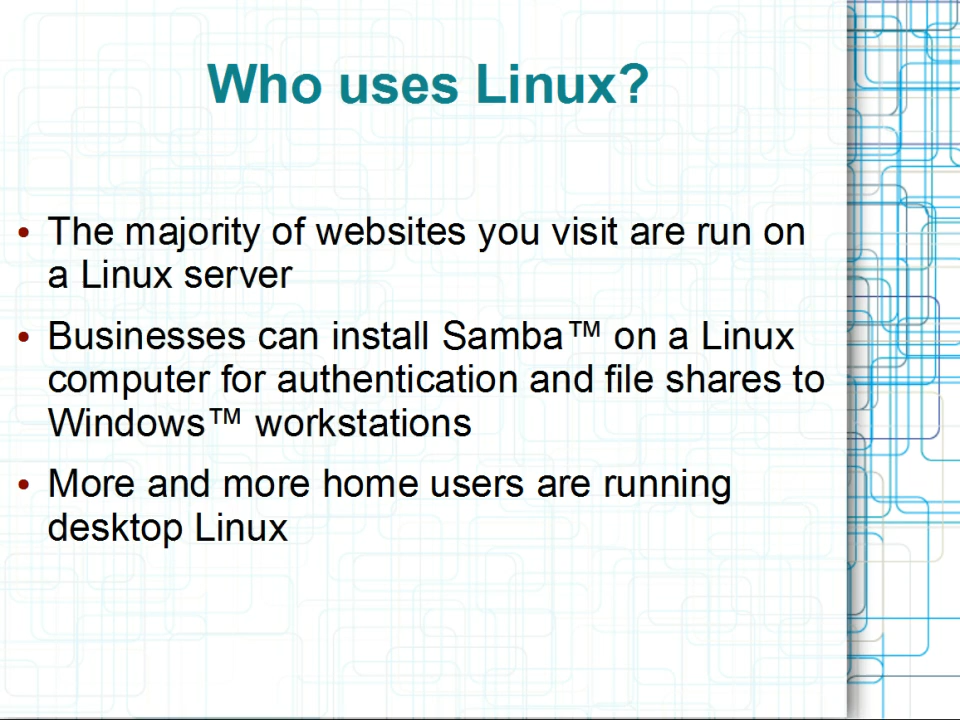 Who uses Linux?
• The majority of websites you visit are run on
a Linux server
• Businesses can install Samba™ on a Linux
computer for authentication and file shares to
Windows™ workstations
• More and more home users are running
desktop Linux